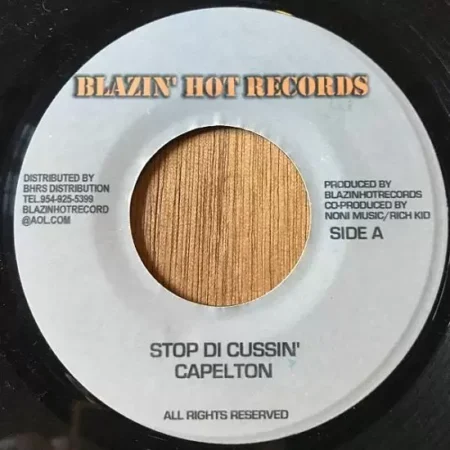 BLAZIN' HOT RECORDS
DISTRIBUTED BY
BHRS DISTRIBUTION
TEL.954-925-5399
BLAZINHOTRECORD
@AOL.COM
PRODUCED BY
BLAZINHOTRECORDS
CO-PRODUCED BY
NONI MUSIC/RICH KID
SIDE A
STOP DI CUSSIN'
CAPELTON
ALL RIGHTS RESERVED